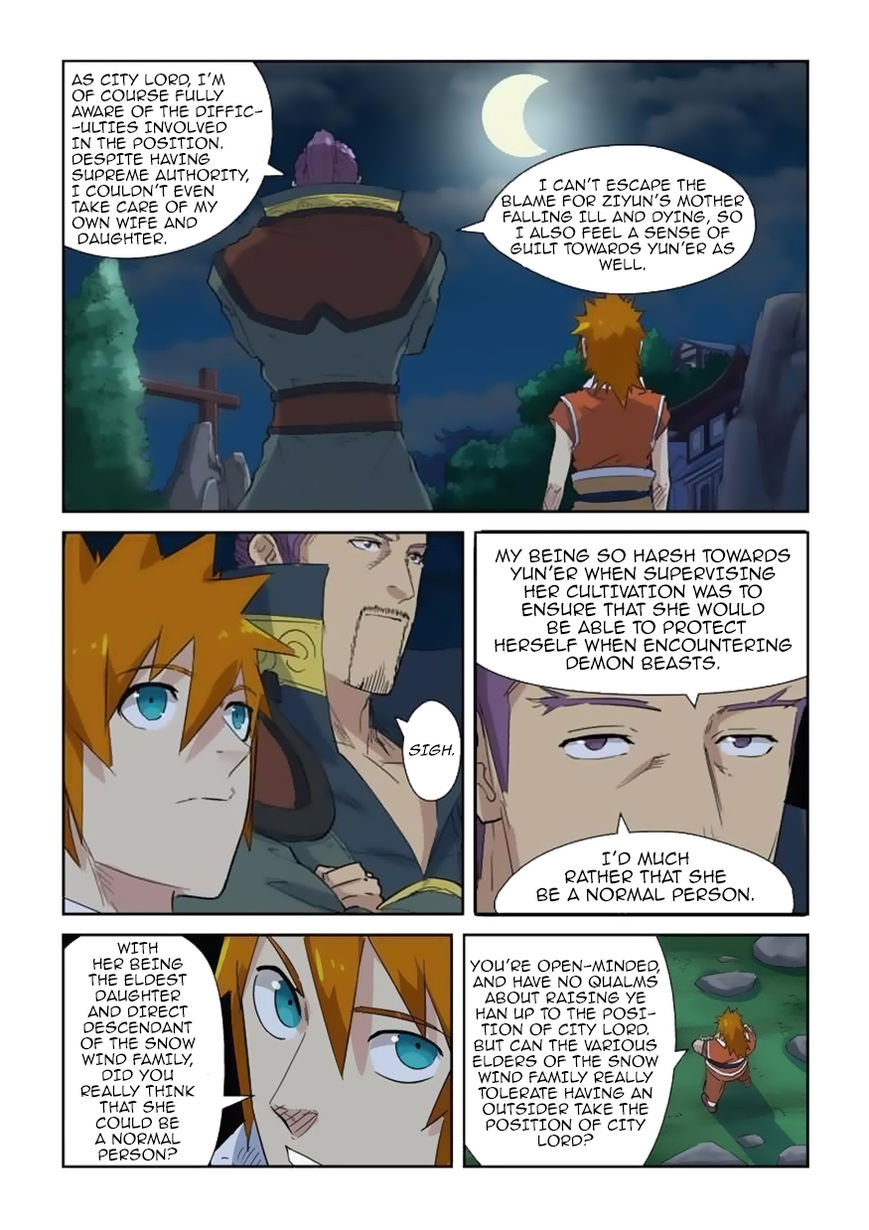 AS CITY LORD, I'M
OF COURSE FULLY
AWARE OF THE DIFFIC-
-ULTIES INVOLVED
IN THE POSITION.
DESPITE HAVING
SUPREME AUTHORITY,
I COULDN'T EVEN
TAKE CARE OF MY
OWN WIFE AND
DAUGHTER.
I CAN'T ESCAPE THE
BLAME FOR ZIYUN'S MOTHER
FALLING ILL AND DYING, SO
I ALSO FEEL A SENSE OF
GUILT TOWARDS YUN'ER AS
WELL.
SIGH.
MY BEING SO HARSH TOWARDS
YUN'ER WHEN SUPERVISING
HER CULTIVATION WAS TO
ENSURE THAT SHE WOULD
BE ABLE TO PROTECT
HERSELF WHEN ENCOUNTERING
DEMON BEASTS.
I'D MUCH
RATHER THAT SHE
BE A NORMAL PERSON.
WITH
HER BEING
THE ELDEST
DAUGHTER
AND DIRECT
DESCENDANT
OF THE SNOW
WIND FAMILY,
DID YOU
REALLY THINK
THAT SHE
COULD BE
A NORMAL
PERSON?
YOU'RE OPEN-MINDED,
AND HAVE NO QUALMS
ABOUT RAISING YE
HAN UP TO THE POSI-
TION OF CITY LORD.
BUT CAN THE VARIOUS
ELDERS OF THE SNOW
WIND FAMILY REALLY
TOLERATE HAVING AN
OUTSIDER TAKE THE
POSITION OF CITY
LORD?